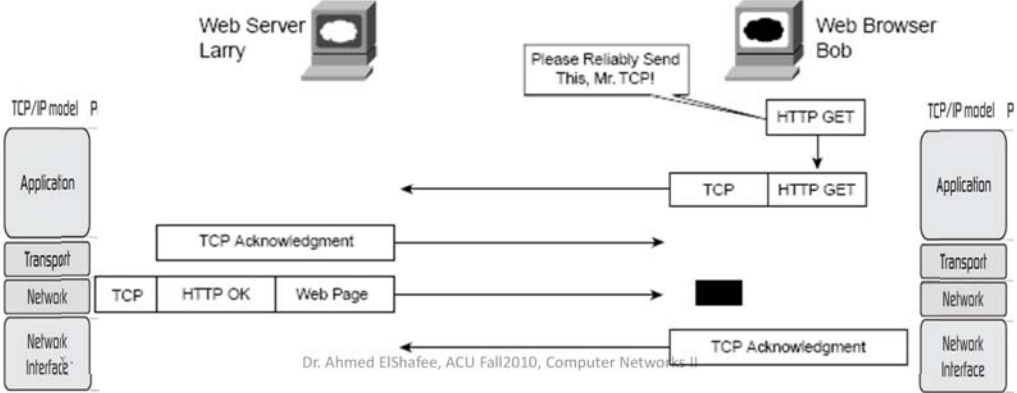 Web Server
Larry
Web Browser
Bob
Please Reliably Send
This, Mr. TCP!
TCP/IP model P
TCP/IP model P
HTTP GET
Application
TCP HTTP GET
Application
TCP Acknowledgment
Transport
Transport
TCP HTTP OK Web Page
Network
Network
Network
Interface
TCP Acknowledgment
Network
Interface
Dr. Ahmed ElShafee, ACU Fall2010, Computer Networks II